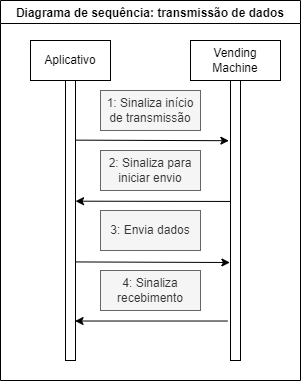 Diagrama de sequência: transmissão de dados
Aplicativo
Vending
Machine
1: Sinaliza início
de transmissão
2: Sinaliza para
iniciar envio
3: Envia dados
4: Sinaliza
recebimento